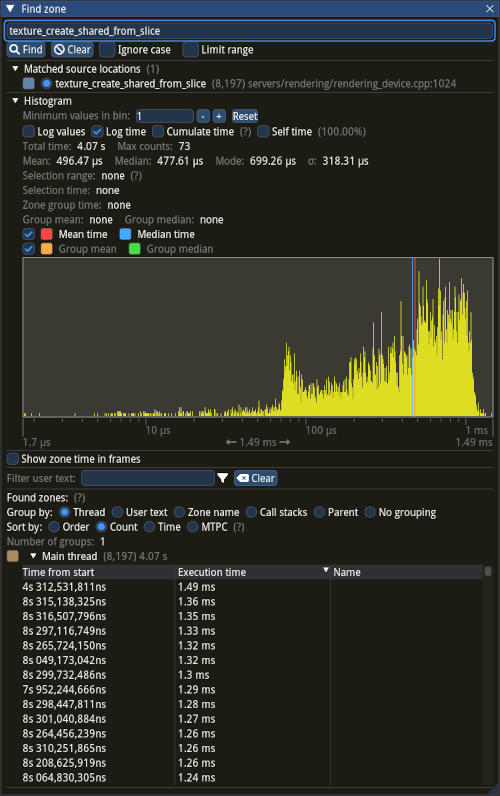 Find zone
texture_create_shared_from_slice
Find Clear Ignore case Limit range
Matched source locations (1)
texture_create_shared_from_slice (8,197) servers/rendering/rendering_device.cpp:1024
Histogram
Minimum values in bin: 1 - + Reset
Log values Log time Cumulate time (?) Self time (100.00%)
Total time: 4.07 s Max counts: 73
Mean: 496.47 µs Median: 477.61 µs Mode: 699.26 µs σ: 318.31 µs
Selection range: none (?)
Selection time: none
Zone group time: none
Group mean: none Group median: none
Mean time Median time
Group mean Group median
10 µs 100 µs 1 ms
1.7 µs 1.49 ms 1.49 ms
Show zone time in frames
Filter user text: Clear
Found zones: (?)
Group by: Thread User text Zone name Call stacks Parent No grouping
Sort by: Order Count Time MTPC (?)
Number of groups: 1
Main thread (8,197) 4.07 s
Time from start Execution time Name
4s 312,531,811ns 1.49 ms
8s 315,138,325ns 1.36 ms
8s 316,507,796ns 1.35 ms
8s 297,116,749ns 1.33 ms
8s 265,724,150ns 1.32 ms
8s 049,173,042ns 1.32 ms
8s 299,732,486ns 1.3 ms
7s 952,244,666ns 1.29 ms
8s 298,447,811ns 1.28 ms
8s 301,040,884ns 1.27 ms
8s 264,456,239ns 1.26 ms
8s 310,251,865ns 1.26 ms
8s 208,625,919ns 1.26 ms
8s 064,830,305ns 1.24 ms